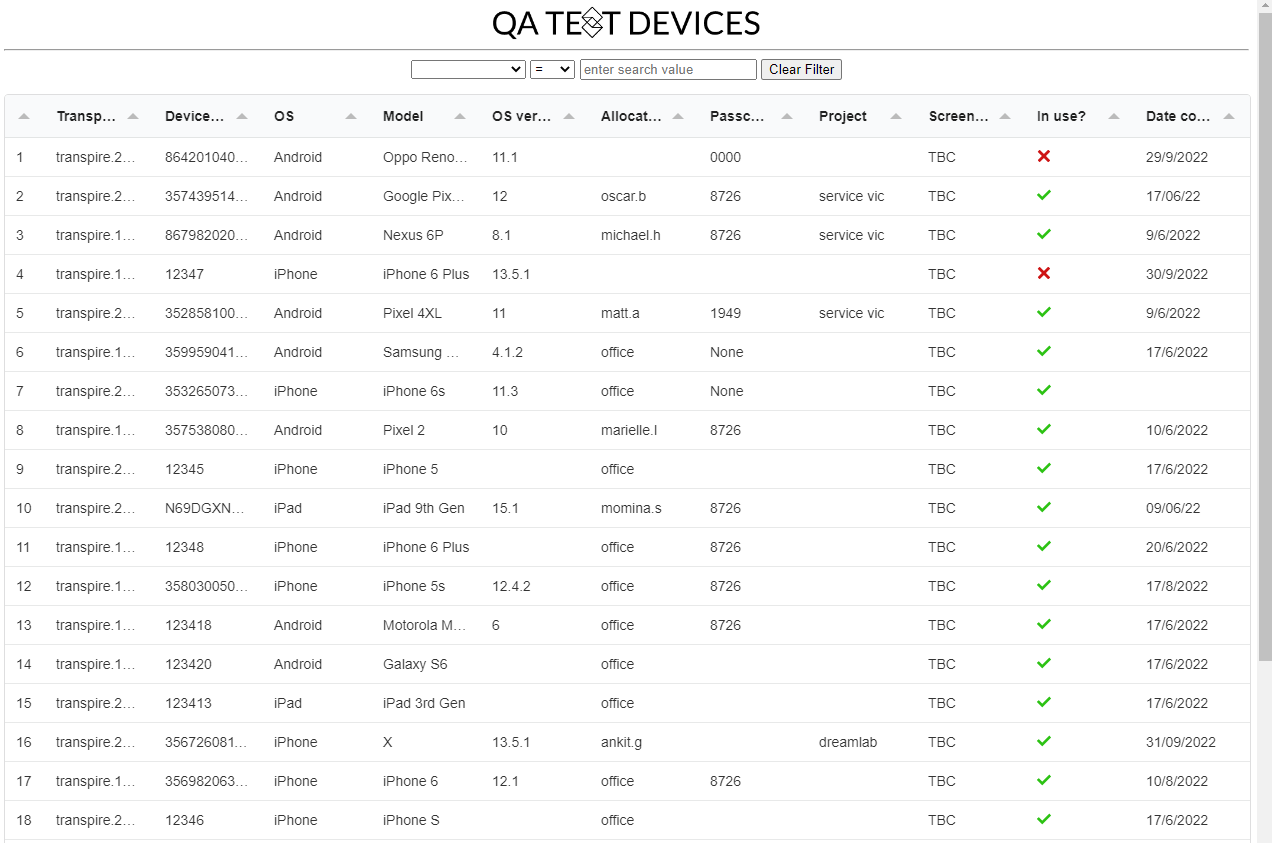 QA TEST DEVICES
= enter search value Clear Filter
Transp... Device... OS Model OS ver... Allocat... Passc... Project Screen... In use? Date co...
1 transpire.2... 864201040... Android Oppo Reno... 11.1 0000 TBC 29/9/2022
2 transpire.2... 357439514... Android Google Pix... 12 oscar.b 8726 service vic TBC 17/06/22
3 transpire.1... 867982020... Android Nexus 6P 8.1 michael.h 8726 service vic TBC 9/6/2022
4 transpire.1... 12347 iPhone iPhone 6 Plus 13.5.1 TBC 30/9/2022
5 transpire.2... 352858100... Android Pixel 4XL 11 matt.a 1949 service vic TBC 9/6/2022
6 transpire.1... 359959041... Android Samsung ... 4.1.2 office None TBC 17/6/2022
7 transpire.2... 353265073... iPhone iPhone 6s 11.3 office None TBC
8 transpire.1... 357538080... Android Pixel 2 10 marielle.l 8726 TBC 10/6/2022
9 transpire.2... 12345 iPhone iPhone 5 office TBC 17/6/2022
10 transpire.2... N69DGXN... iPad iPad 9th Gen 15.1 momina.s 8726 TBC 09/06/22
11 transpire.1... 12348 iPhone iPhone 6 Plus office 8726 TBC 20/6/2022
12 transpire.1... 358030050... iPhone iPhone 5s 12.4.2 office 8726 TBC 17/8/2022
13 transpire.1... 123418 Android Motorola M... 6 office 8726 TBC 17/6/2022
14 transpire.1... 123420 Android Galaxy S6 office TBC 17/6/2022
15 transpire.2... 123413 iPad iPad 3rd Gen office TBC 17/6/2022
16 transpire.2... 356726081... iPhone X 13.5.1 ankit.g dreamlab TBC 31/09/2022
17 transpire.1... 356982063... iPhone iPhone 6 12.1 office 8726 TBC 10/8/2022
18 transpire.2... 12346 iPhone iPhone S office TBC 17/6/2022